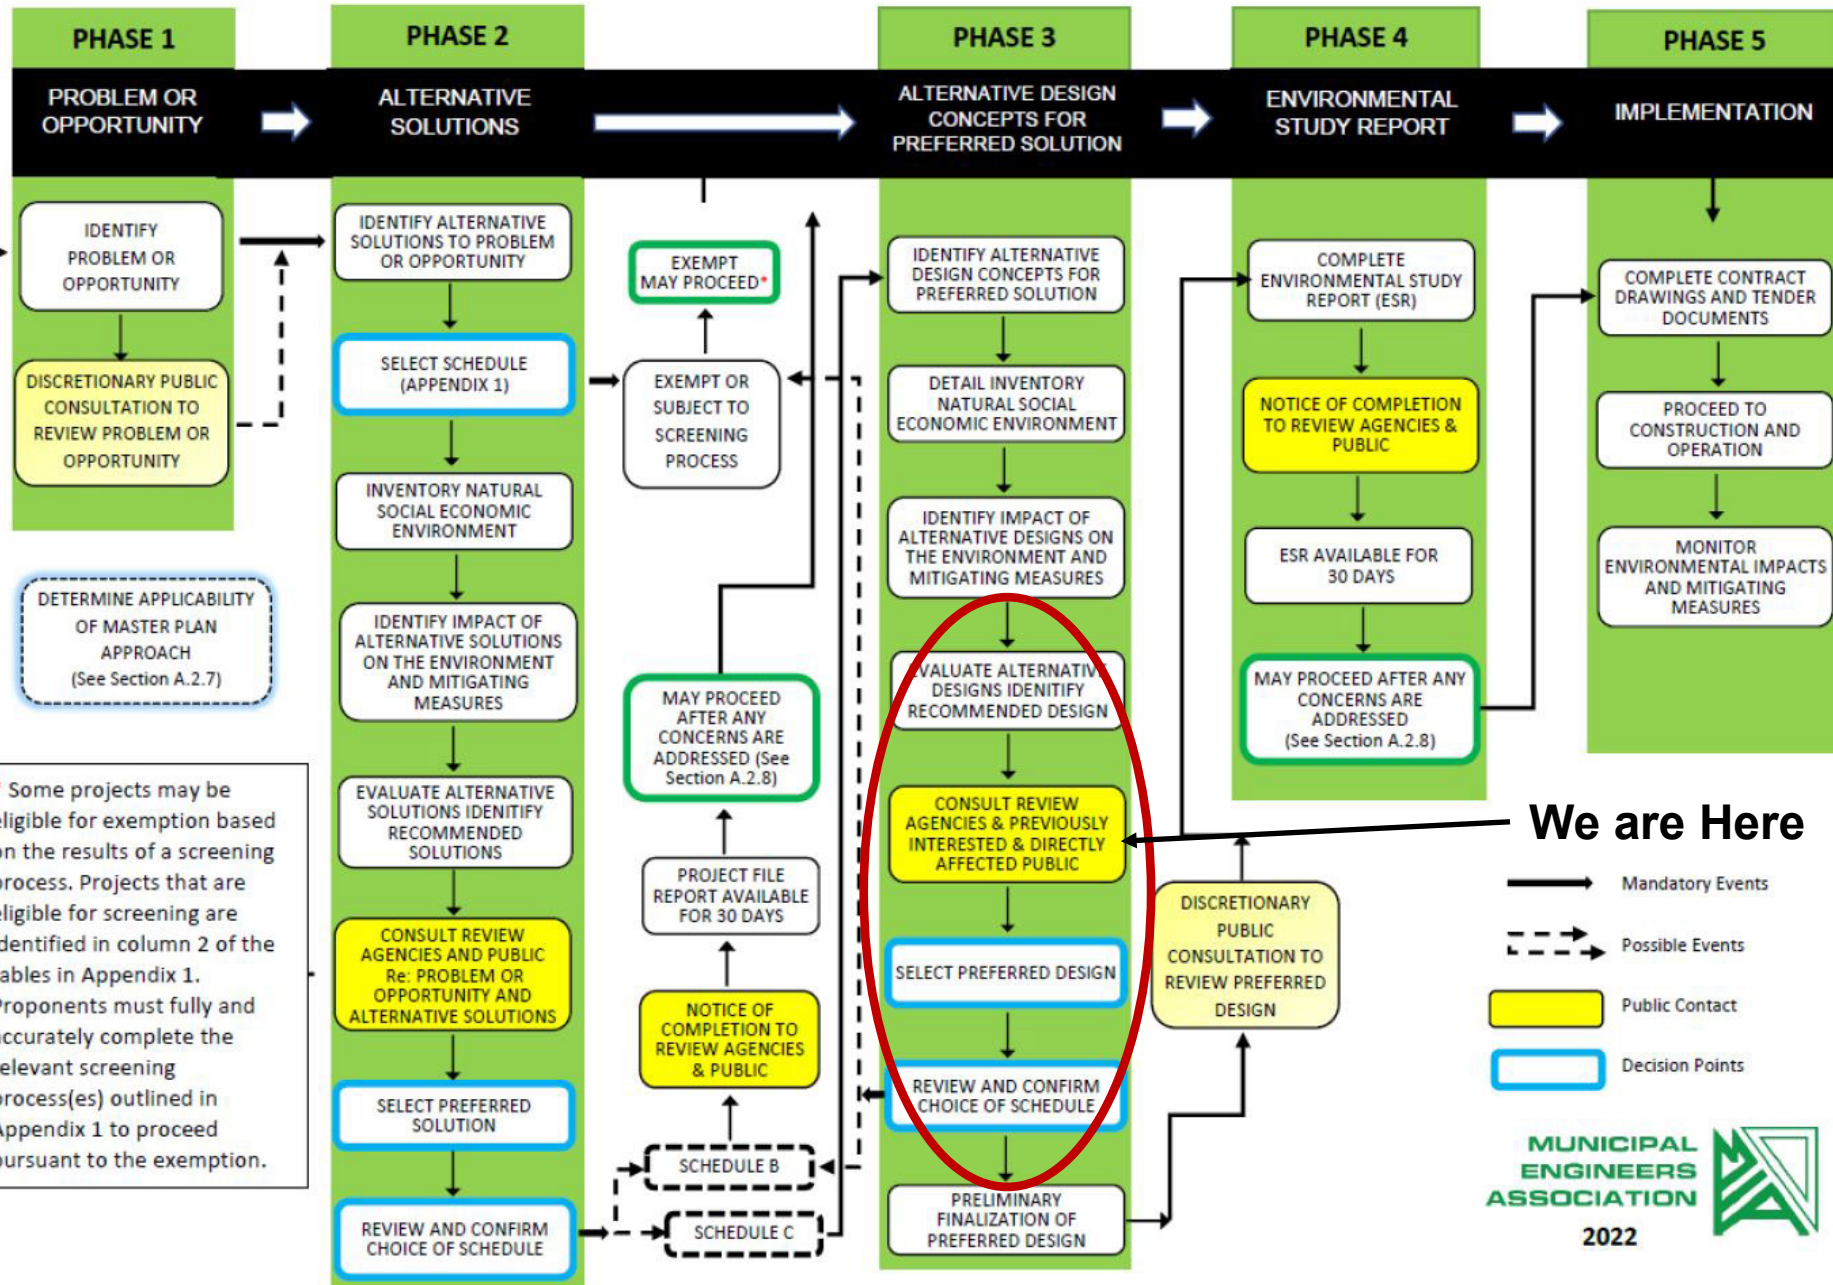 PHASE 1
PROBLEM OR
OPPORTUNITY
IDENTIFY
PROBLEM OR
OPPORTUNITY
DISCRETIONARY PUBLIC
CONSULTATION TO
REVIEW PROBLEM OR
OPPORTUNITY
DETERMINE APPLICABILITY
OF MASTER PLAN
APPROACH
(See Section A.2.7)
* Some projects may be
eligible for exemption based
on the results of a screening
process. Projects that are
eligible for screening are
identified in column 2 of the
tables in Appendix 1.
Proponents must fully and
accurately complete the
relevant screening
process(es) outlined in
Appendix 1 to proceed
pursuant to the exemption.
PHASE 2
ALTERNATIVE
SOLUTIONS
IDENTIFY ALTERNATIVE
SOLUTIONS TO PROBLEM
OR OPPORTUNITY
SELECT SCHEDULE
(APPENDIX 1)
INVENTORY NATURAL
SOCIAL ECONOMIC
ENVIRONMENT
IDENTIFY IMPACT OF
ALTERNATIVE SOLUTIONS
ON THE ENVIRONMENT
AND MITIGATING
MEASURES
EVALUATE ALTERNATIVE
SOLUTIONS IDENITIFY
RECOMMENDED
SOLUTIONS
CONSULT REVIEW
AGENCIES AND PUBLIC
Re: PROBLEM OR
OPPORTUNITY AND
ALTERNATIVE SOLUTIONS
SELECT PREFERRED
SOLUTION
REVIEW AND CONFIRM
CHOICE OF SCHEDULE
EXEMPT
MAY PROCEED*
EXEMPT OR
SUBJECT TO
SCREENING
PROCESS
MAY PROCEED
AFTER ANY
CONCERNS ARE
ADDRESSED (See
Section A.2.8)
PROJECT FILE
REPORT AVAILABLE
FOR 30 DAYS
NOTICE OF
COMPLETION TO
REVIEW AGENCIES
& PUBLIC
SCHEDULE B
SCHEDULE C
PHASE 3
ALTERNATIVE DESIGN
CONCEPTS FOR
PREFERRED SOLUTION
IDENTIFY ALTERNATIVE
DESIGN CONCEPTS FOR
PREFERRED SOLUTION
DETAIL INVENTORY
NATURAL SOCIAL
ECONOMIC ENVIRONMENT
IDENTIFY IMPACT OF
ALTERNATIVE DESIGNS ON
THE ENVIRONMENT AND
MITIGATING MEASURES
EVALUATE ALTERNATIVE
DESIGNS IDENITIFY
RECOMMENDED DESIGN
CONSULT REVIEW
AGENCIES & PREVIOUSLY
INTERESTED & DIRECTLY
AFFECTED PUBLIC
SELECT PREFERRED DESIGN
REVIEW AND CONFIRM
CHOICE OF SCHEDULE
PRELIMINARY
FINALIZATION OF
PREFERRED DESIGN
DISCRETIONARY
PUBLIC
CONSULTATION TO
REVIEW PREFERRED
DESIGN
PHASE 4
ENVIRONMENTAL
STUDY REPORT
COMPLETE
ENVIRONMENTAL STUDY
REPORT (ESR)
NOTICE OF COMPLETION
TO REVIEW AGENCIES &
PUBLIC
ESR AVAILABLE FOR
30 DAYS
MAY PROCEED AFTER ANY
CONCERNS ARE
ADDRESSED
(See Section A.2.8)
PHASE 5
IMPLEMENTATION
COMPLETE CONTRACT
DRAWINGS AND TENDER
DOCUMENTS
PROCEED TO
CONSTRUCTION AND
OPERATION
MONITOR
ENVIRONMENTAL IMPACTS
AND MITIGATING
MEASURES
We are Here
Mandatory Events
Possible Events
Public Contact
Decision Points
MUNICIPAL
ENGINEERS
ASSOCIATION
2022